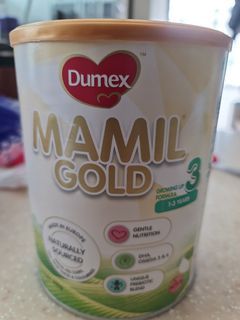 Dumex
™
MAMIL
GOLD
GROWING UP
FORMULA
1-3 YEARS
3
MADE IN EUROPE
NATURALLY
SOURCED
GENTLE
NUTRITION
DHA,
OMEGA 3 & 6
UNIQUE
PREBIOTIC
BLEND